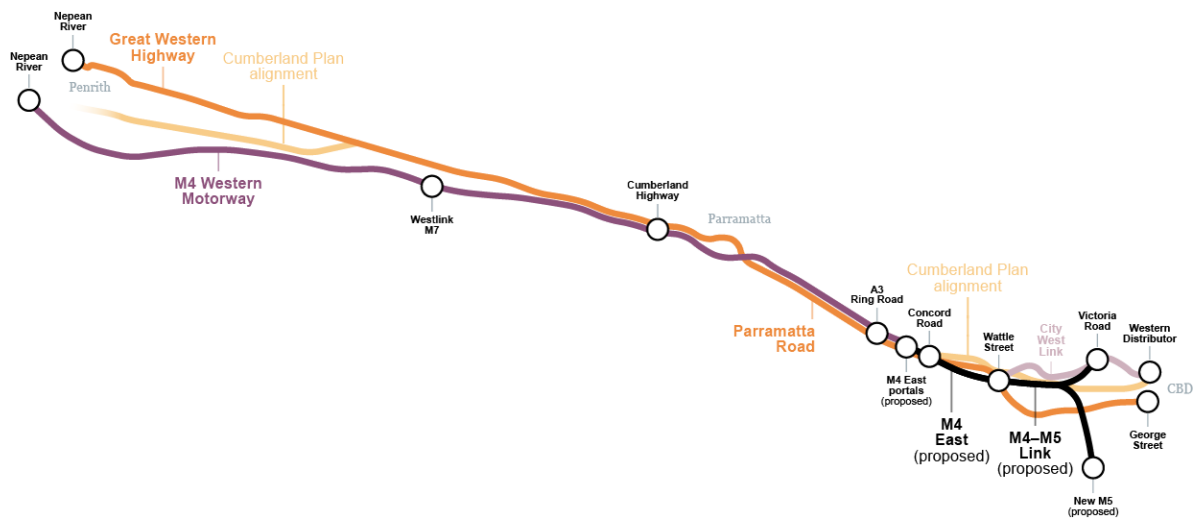 Nepean
River
Nepean
River
Great Western
Highway
Cumberland Plan
alignment
Penrith
M4 Western
Motorway
Westlink
M7
Cumberland
Highway
Parramatta
Parramatta
Road
A3
Ring Road
Concord
Road
M4 East
portals
(proposed)
Cumberland Plan
alignment
Wattle
Street
City
West
Link
Victoria
Road
Western
Distributor
CBD
George
Street
M4
East
(proposed)
M4–M5
Link
(proposed)
New M5
(proposed)